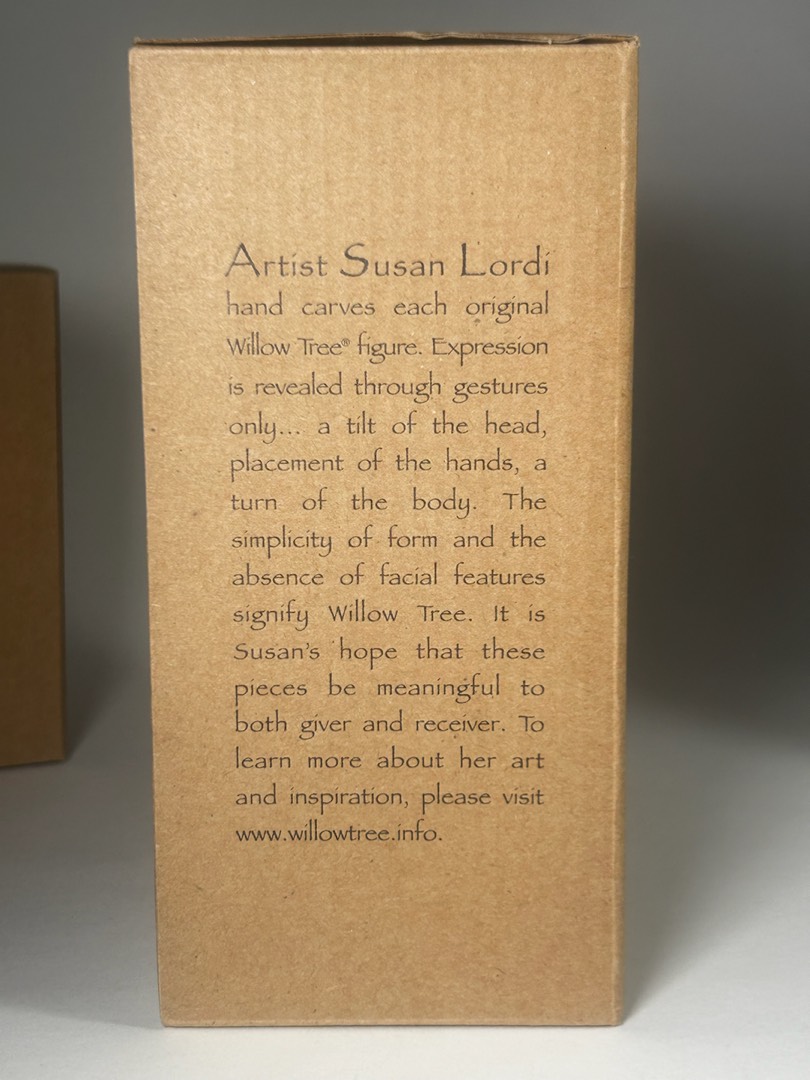 Artist Susan Lordi
hand carves each original
Willow Tree® figure. Expression
is revealed through gestures
only... a tilt of the head,
placement of the hands, a
turn of the body. The
simplicity of form and the
absence of facial features
signify Willow Tree. It is
Susan's hope that these
pieces be meaningful to
both giver and receiver. To
learn more about her art
and inspiration, please visit
www.willowtree.info.